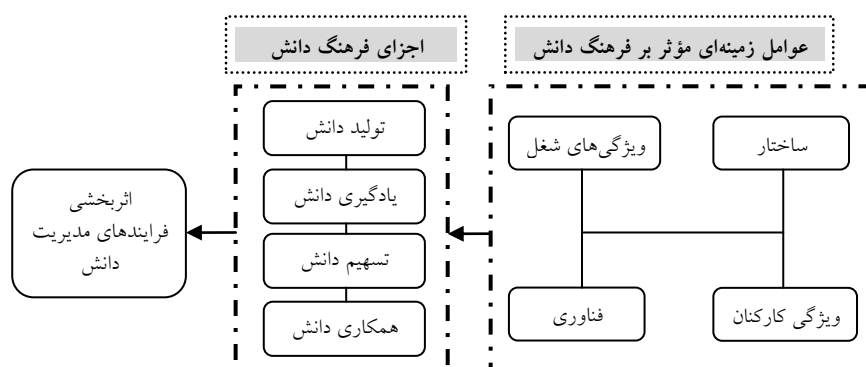 عوامل زمینه‌ای مؤثر بر فرهنگ دانش
اجزای فرهنگ دانش
ساختار
ویژگی‌های شغل
ویژگی کارکنان
فناوری
تولید دانش
یادگیری دانش
تسهیم دانش
همکاری دانش
اثربخشی
فرایندهای مدیریت
دانش